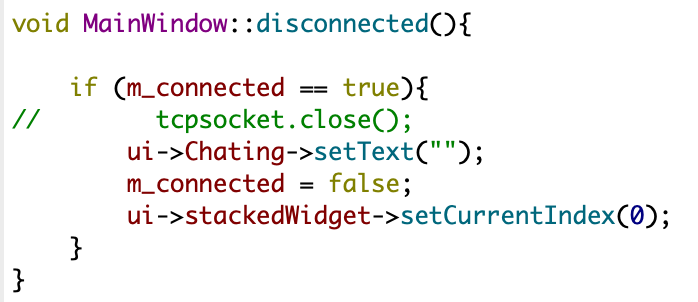 void MainWindow::disconnected(){

    if (m_connected == true){
//        tcpsocket.close();
        ui->Chating->setText("");
        m_connected = false;
        ui->stackedWidget->setCurrentIndex(0);
    }
}